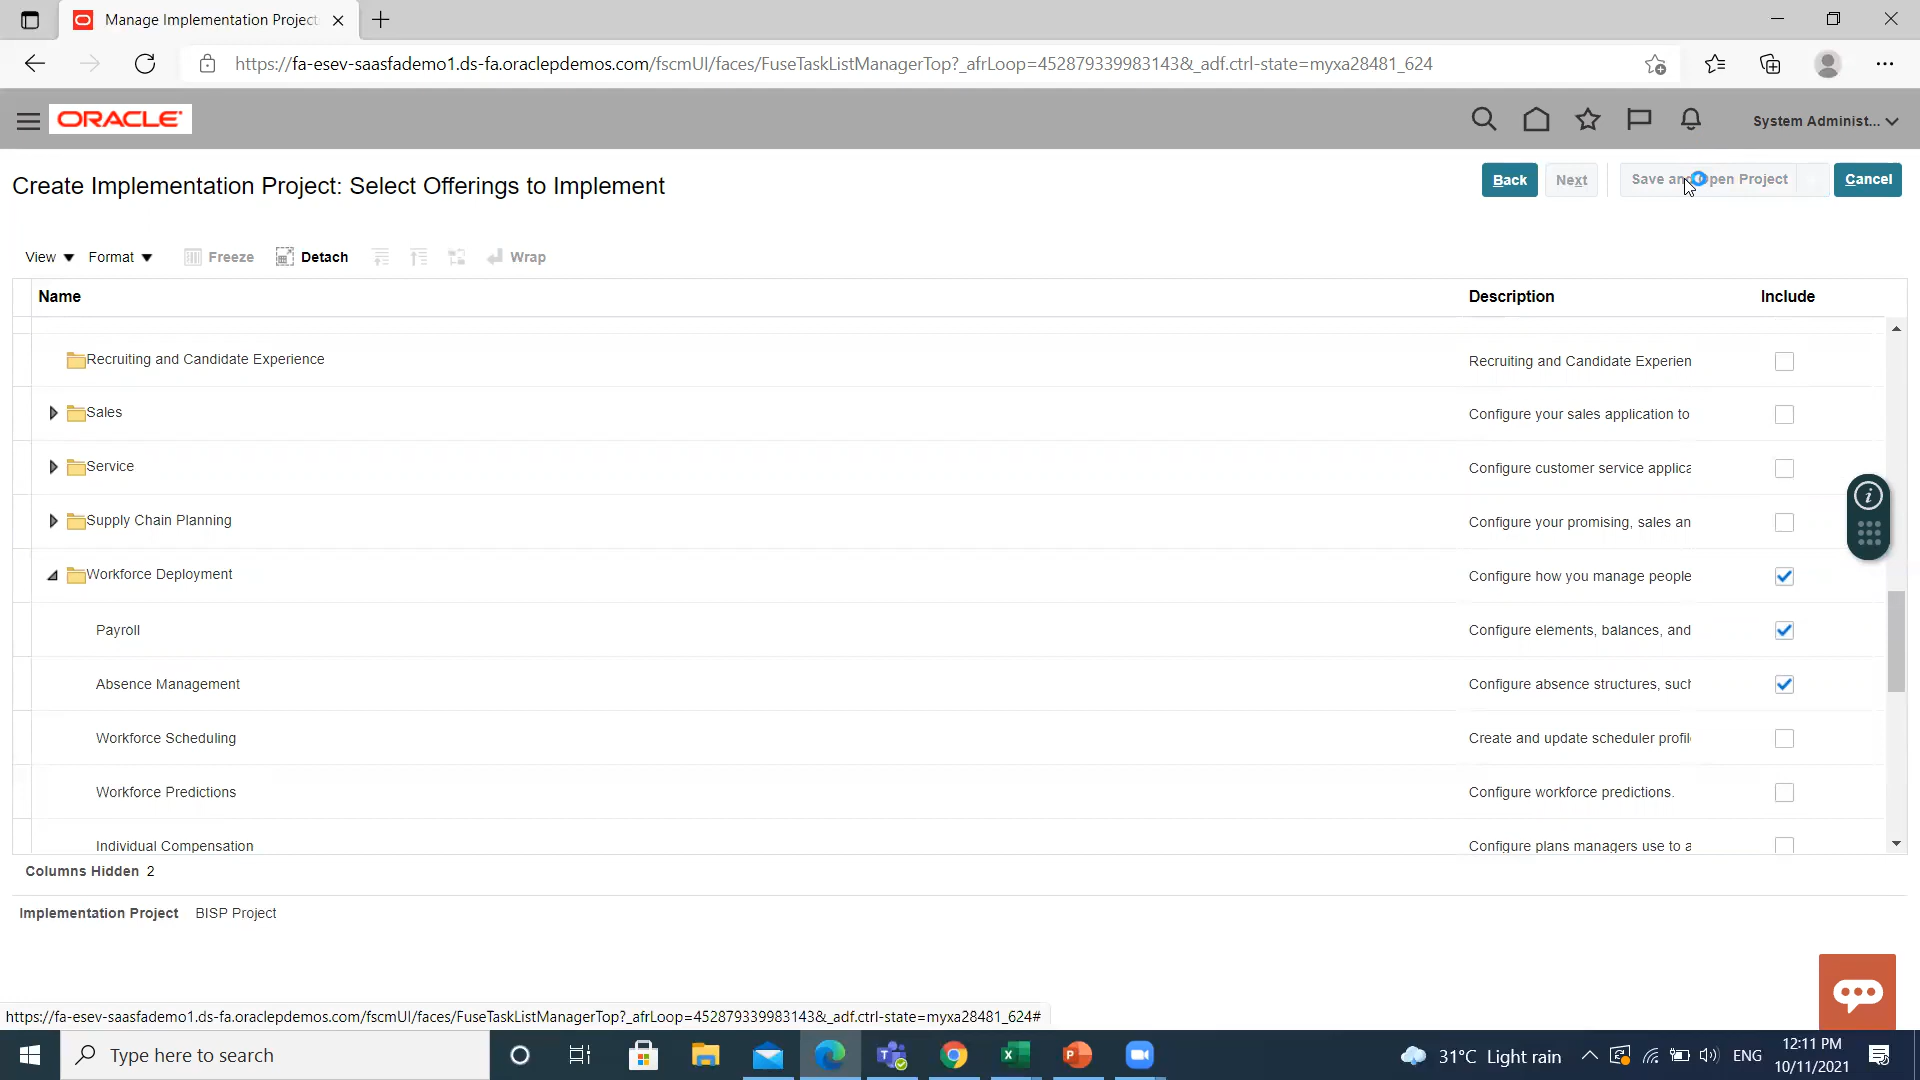 Manage Implementation Project
https://fa-esev-saasfademo1.ds-fa.oraclepdemos.com/fscmUI/faces/FuseTaskListManagerTop?_afrLoop=452879339983143&_adf.ctrl-state=myxa28481_624
ORACLE
System Administ...
Create Implementation Project: Select Offerings to Implement
Back Next Save and Open Project Cancel
View Format Freeze Detach Wrap
Name Description Include
Recruiting and Candidate Experience Recruiting and Candidate Experien
Sales Configure your sales application to
Service Configure customer service applica
Supply Chain Planning Configure your promising, sales an
Workforce Deployment Configure how you manage people
Payroll Configure elements, balances, and
Absence Management Configure absence structures, such
Workforce Scheduling Create and update scheduler profil
Workforce Predictions Configure workforce predictions.
Individual Compensation Configure plans managers use to a
Columns Hidden 2
Implementation Project BISP Project
https://fa-esev-saasfademo1.ds-fa.oraclepdemos.com/fscmUI/faces/FuseTaskListManagerTop?_afrLoop=452879339983143&_adf.ctrl-state=myxa28481_624#
Type here to search
31°C Light rain
ENG
12:11 PM
10/11/2021